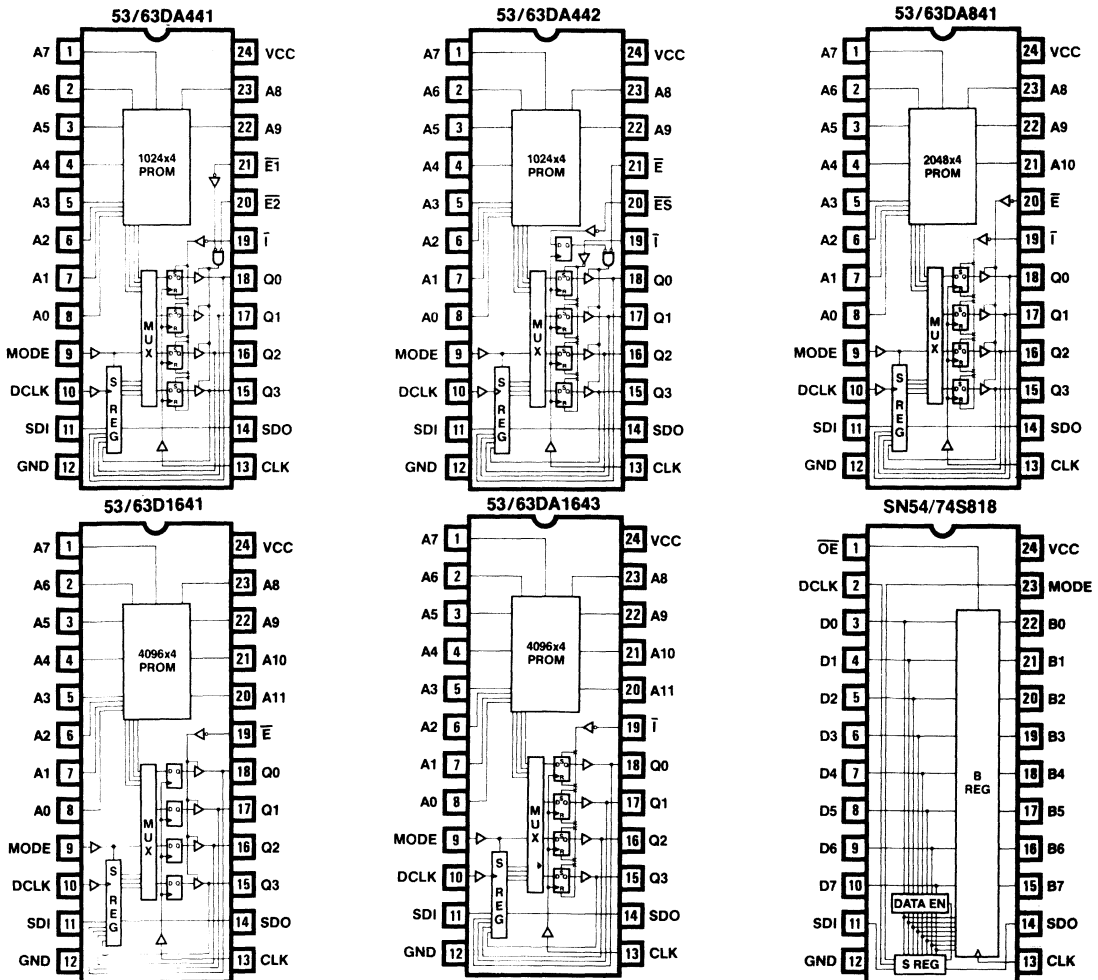 53/63DA441
A7 1 24 VCC
A6 2 23 A8
A5 3 22 A9
A4 4 21 E1
A3 5 20 E2
A2 6 19 I
A1 7 18 Q0
A0 8 17 Q1
MODE 9 16 Q2
DCLK 10 15 Q3
SDI 11 14 SDO
GND 12 13 CLK
1024x4
PROM
MUX
S REG
53/63DA442
A7 1 24 VCC
A6 2 23 A8
A5 3 22 A9
A4 4 21 E
A3 5 20 ES
A2 6 19 I
A1 7 18 Q0
A0 8 17 Q1
MODE 9 16 Q2
DCLK 10 15 Q3
SDI 11 14 SDO
GND 12 13 CLK
1024x4
PROM
MUX
S REG
53/63DA841
A7 1 24 VCC
A6 2 23 A8
A5 3 22 A9
A4 4 21 A10
A3 5 20 E
A2 6 19 I
A1 7 18 Q0
A0 8 17 Q1
MODE 9 16 Q2
DCLK 10 15 Q3
SDI 11 14 SDO
GND 12 13 CLK
2048x4
PROM
MUX
S REG
53/63D1641
A7 1 24 VCC
A6 2 23 A8
A5 3 22 A9
A4 4 21 A10
A3 5 20 A11
A2 6 19 E
A1 7 18 Q0
A0 8 17 Q1
MODE 9 16 Q2
DCLK 10 15 Q3
SDI 11 14 SDO
GND 12 13 CLK
4096x4
PROM
MUX
S REG
53/63DA1643
A7 1 24 VCC
A6 2 23 A8
A5 3 22 A9
A4 4 21 A10
A3 5 20 A11
A2 6 19 I
A1 7 18 Q0
A0 8 17 Q1
MODE 9 16 Q2
DCLK 10 15 Q3
SDI 11 14 SDO
GND 12 13 CLK
4096x4
PROM
MUX
S REG
SN54/74S818
OE 1 24 VCC
DCLK 2 23 MODE
D0 3 22 B0
D1 4 21 B1
D2 5 20 B2
D3 6 19 B3
D4 7 18 B4
D5 8 17 B5
D6 9 16 B6
D7 10 15 B7
SDI 11 14 SDO
GND 12 13 CLK
B
REG
DATA EN
S REG